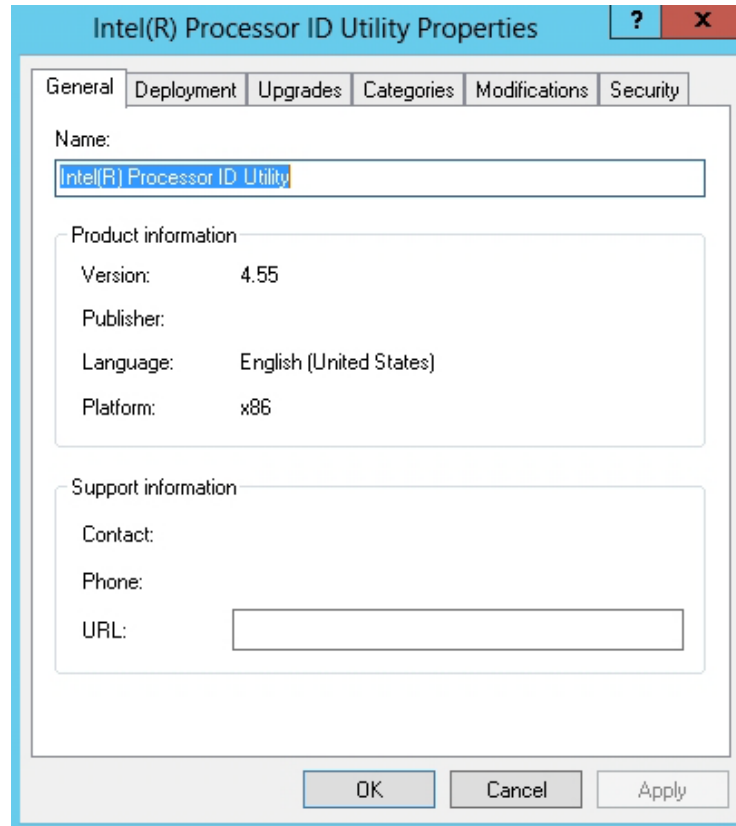 Intel(R) Processor ID Utility Properties
? x
General Deployment Upgrades Categories Modifications Security
Name:
Intel(R) Processor ID Utility
Product information
Version: 4.55
Publisher:
Language: English (United States)
Platform: x86
Support information
Contact:
Phone:
URL:
OK Cancel Apply